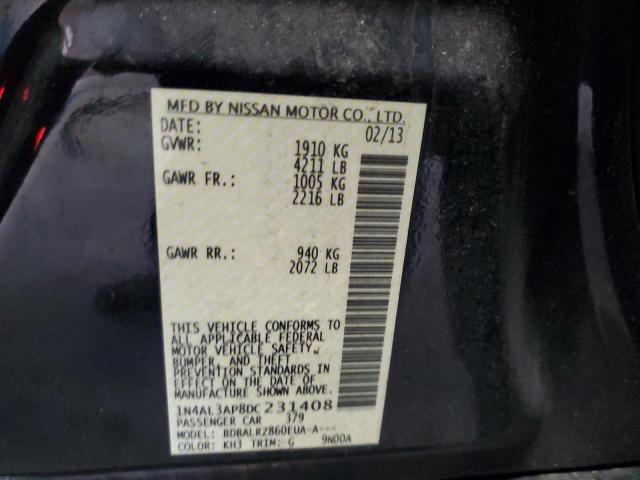 MFD BY NISSAN MOTOR CO., LTD.
DATE: 02/13
GVWR: 1910 KG
4211 LB
GAWR FR.: 1005 KG
2216 LB
GAWR RR.: 940 KG
2072 LB
THIS VEHICLE CONFORMS TO
ALL APPLICABLE FEDERAL
MOTOR VEHICLE SAFETY,
BUMPER, AND THEFT
PREVENTION STANDARDS
IN EFFECT ON THE DATE OF
MANUFACTURE SHOWN ABOVE.
1N4AL3AP8DC231408
PASSENGER CAR 379
MODEL: BDBALRZ860EUA-A---
COLOR: KH3 TRIM: G 9N00A